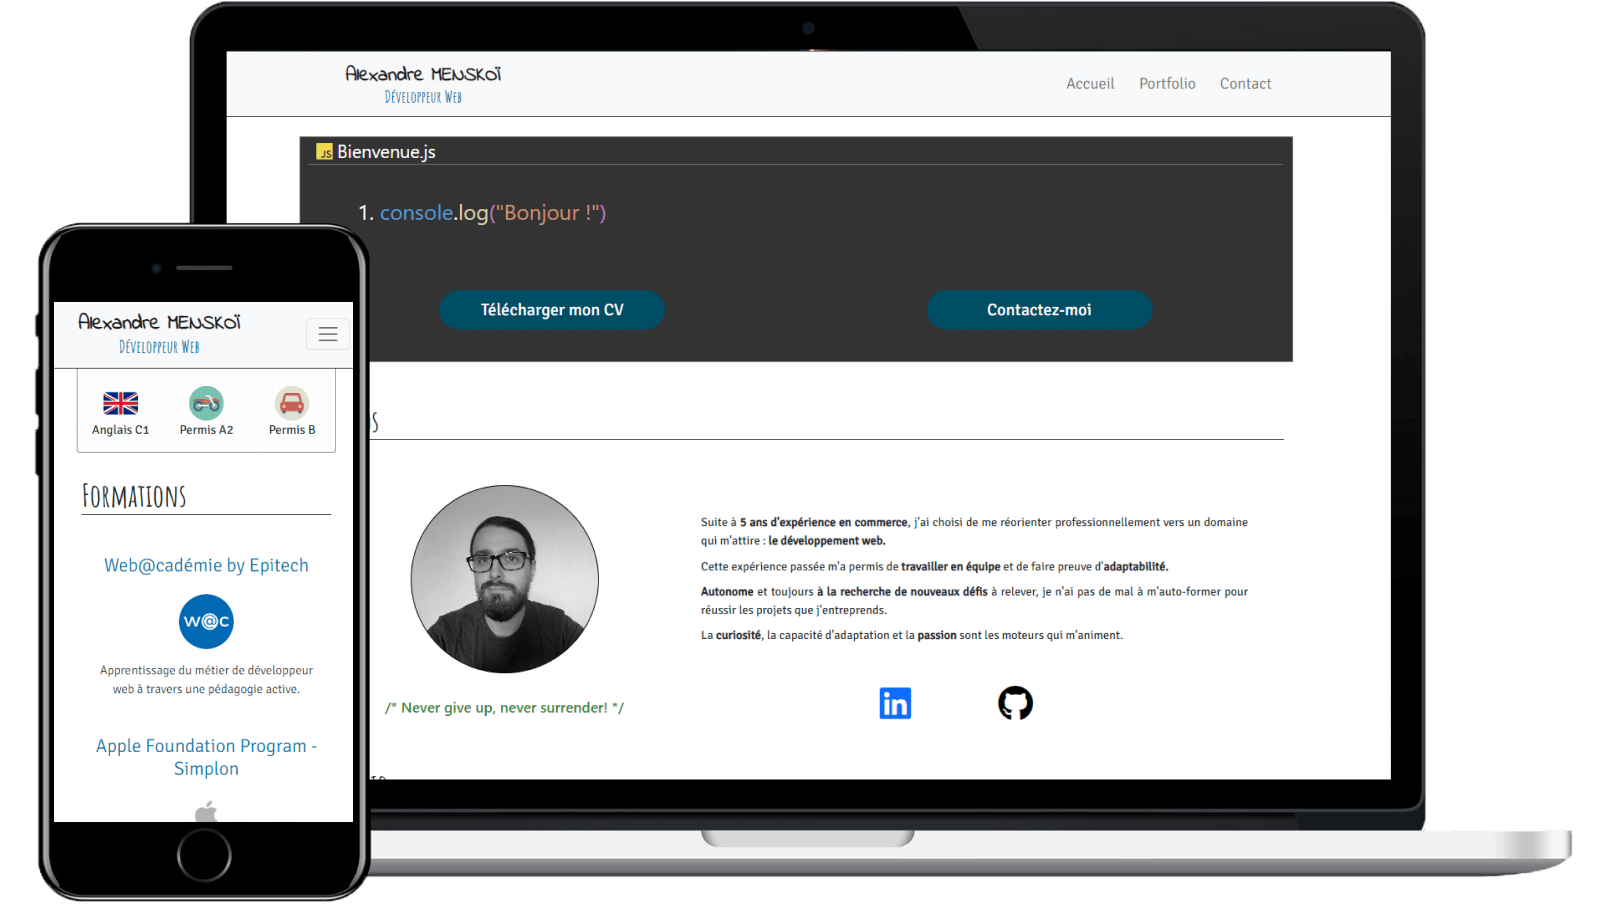 Alexandre MENSKOÏ
Développeur Web
Accueil Portfolio Contact
JS Bienvenue.js
1. console.log("Bonjour !")
Télécharger mon CV
Contactez-moi
Suite à 5 ans d'expérience en commerce, j'ai choisi de me réorienter professionnellement vers un domaine
qui m'attire : le développement web.
Cette expérience passée m'a permis de travailler en équipe et de faire preuve d'adaptabilité.
Autonome et toujours à la recherche de nouveaux défis à relever, je n'ai pas de mal à m'auto-former pour
réussir les projets que j'entreprends.
La curiosité, la capacité d'adaptation et la passion sont les moteurs qui m'animent.
/* Never give up, never surrender! */
in
Alexandre MENSKOÏ
Développeur Web
Anglais C1 Permis A2 Permis B
Formations
Web@cadémie by Epitech
W@C
Apprentissage du métier de développeur
web à travers une pédagogie active.
Apple Foundation Program -
Simplon